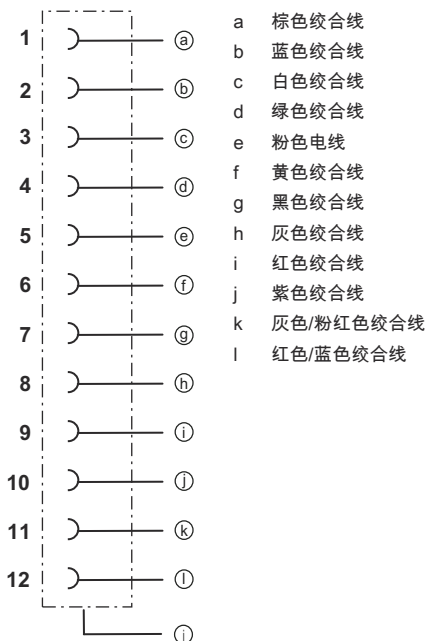 1 a
2 b
3 c
4 d
5 e
6 f
7 g
8 h
9 i
10 j
11 k
12 l
j
a 棕色绞合线
b 蓝色绞合线
c 白色绞合线
d 绿色绞合线
e 粉色电线
f 黄色绞合线
g 黑色绞合线
h 灰色绞合线
i 红色绞合线
j 紫色绞合线
k 灰色/粉红色绞合线
l 红色/蓝色绞合线